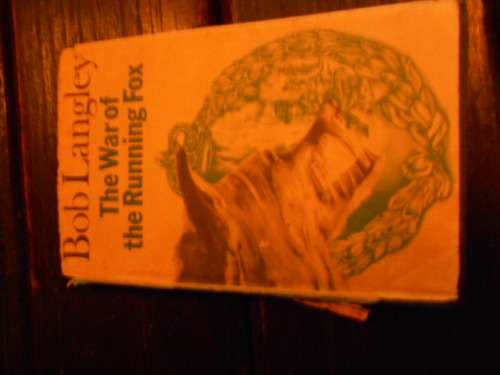 Bob Langley
The War of
the Running Fox